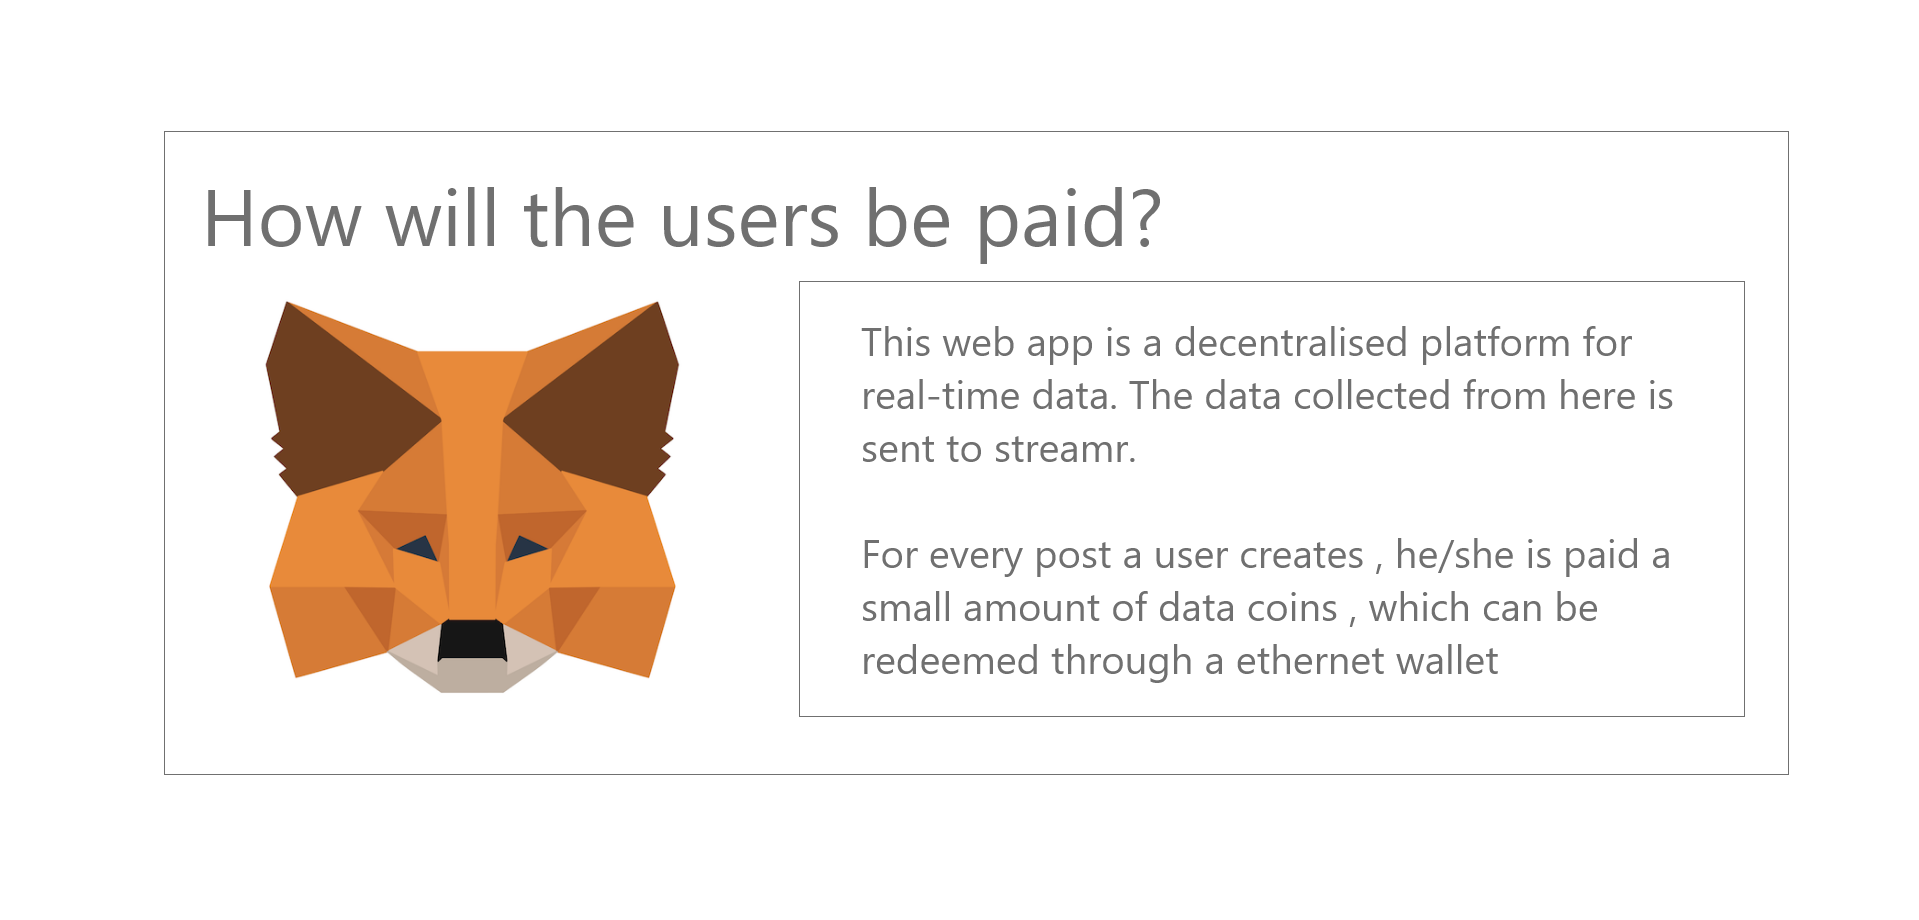 How will the users be paid?
This web app is a decentralised platform for
real-time data. The data collected from here is
sent to streamr.
For every post a user creates , he/she is paid a
small amount of data coins , which can be
redeemed through a ethernet wallet